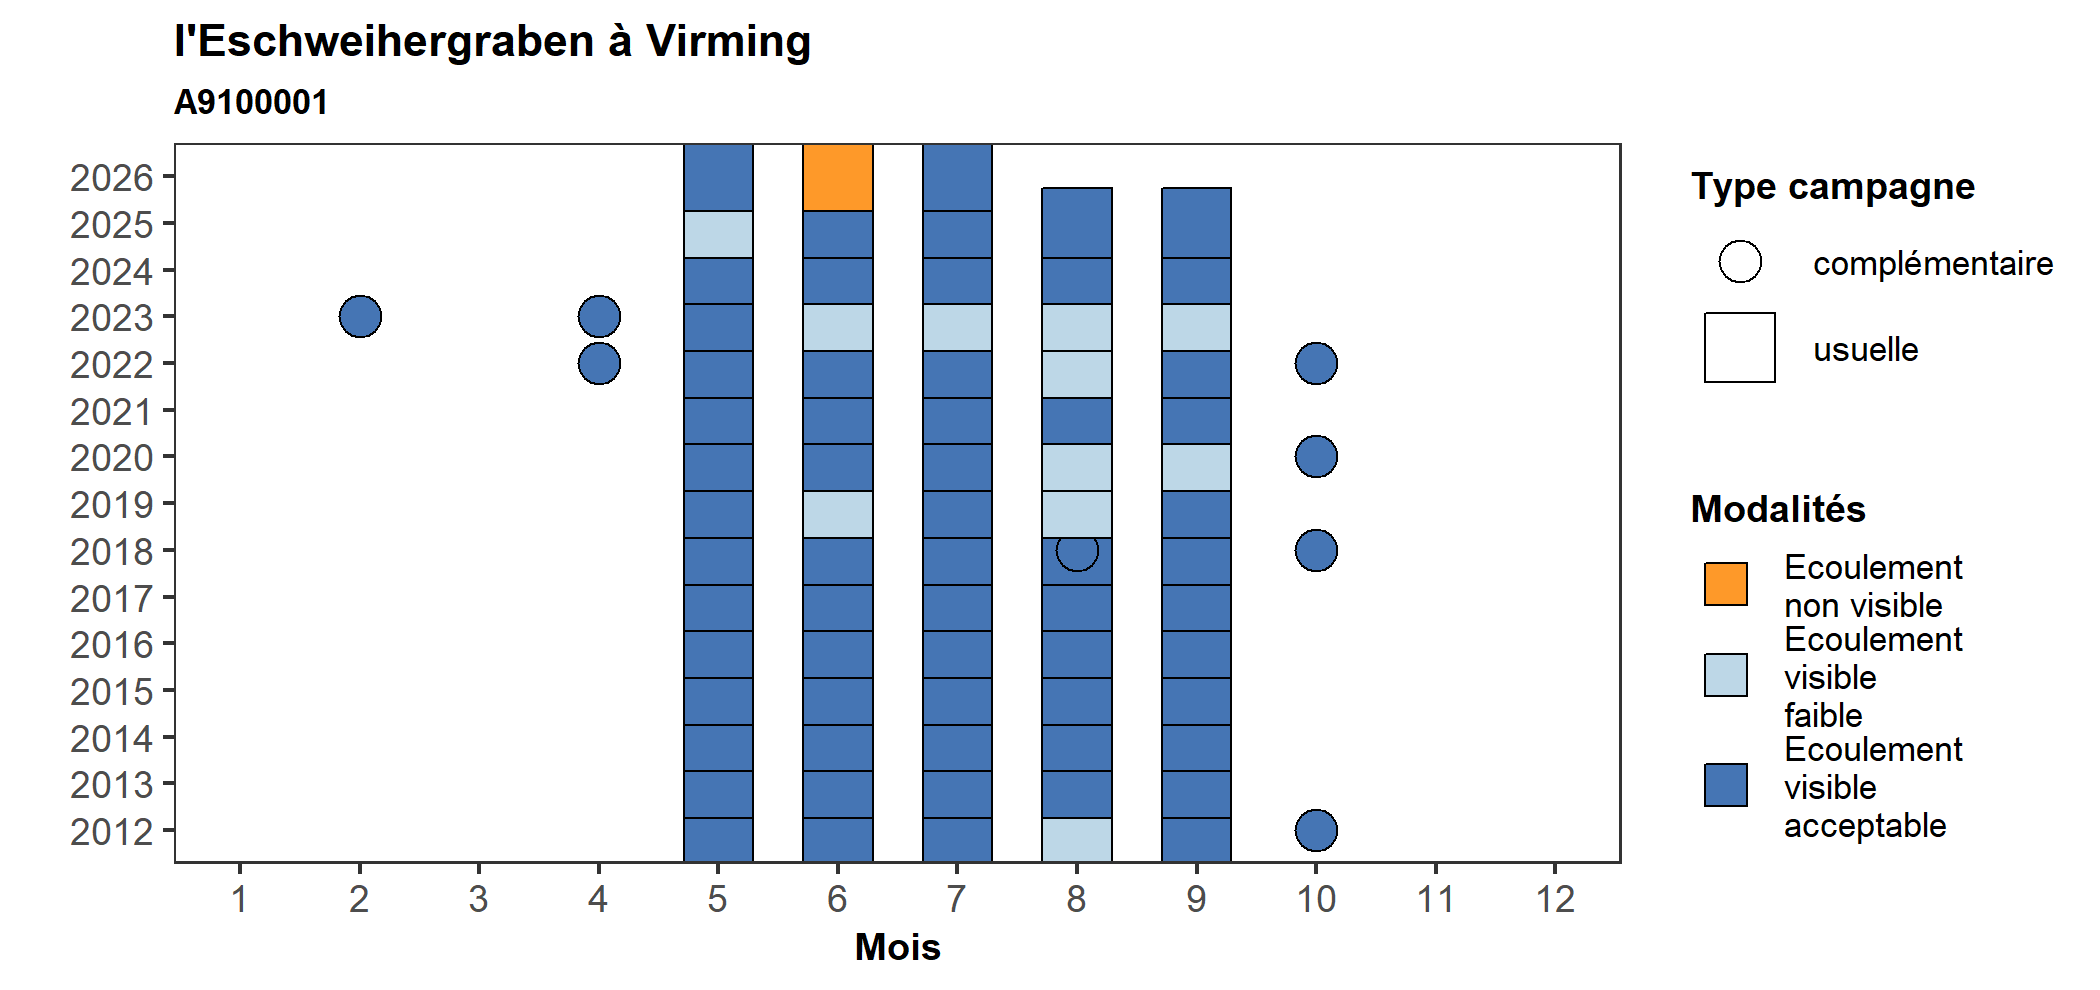 l'Eschweihergraben à Virming
A9100001
2026
2025
2024
2023
2022
2021
2020
2019
2018
2017
2016
2015
2014
2013
2012
1 2 3 4 5 6 7 8 9 10 11 12
Mois
Type campagne
complémentaire
usuelle
Modalités
Ecoulement
non visible
Ecoulement
visible
faible
Ecoulement
visible
acceptable